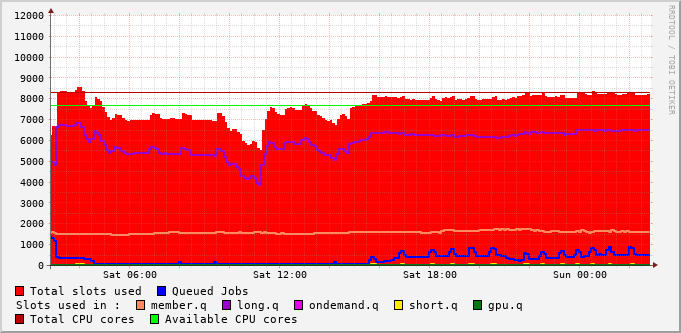 12000
11000
10000
9000
8000
7000
6000
5000
4000
3000
2000
1000
0
Sat 06:00 Sat 12:00 Sat 18:00 Sun 00:00
RRDTOOL / TOBI OETIKER
Total slots used Queued Jobs
Slots used in : member.q long.q ondemand.q short.q gpu.q
Total CPU cores Available CPU cores